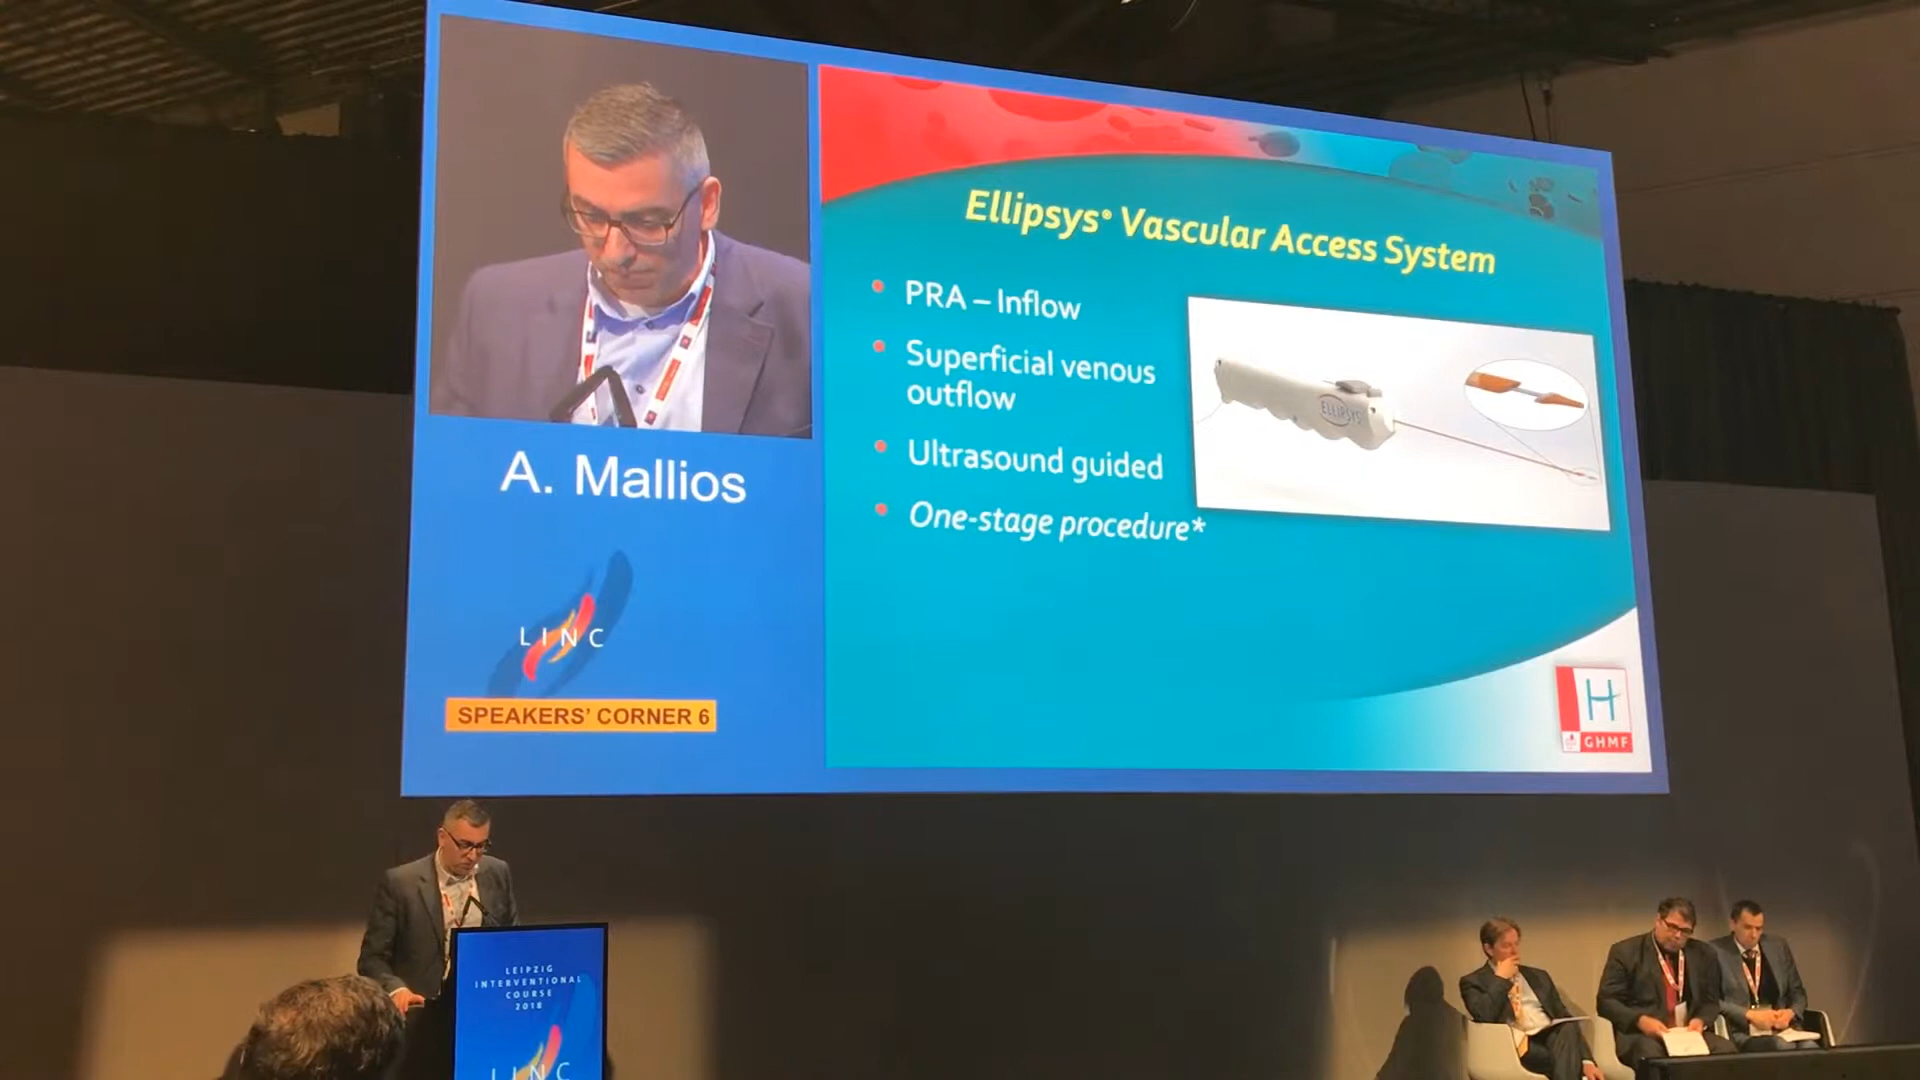 A. Mallios
LINC
SPEAKERS' CORNER 6
Ellipsys® Vascular Access System
• PRA – Inflow
• Superficial venous
outflow
• Ultrasound guided
• One-stage procedure*
ELLIPSYS
H
GHMF
LEIPZIG
INTERVENTIONAL
COURSE
2018
LINC